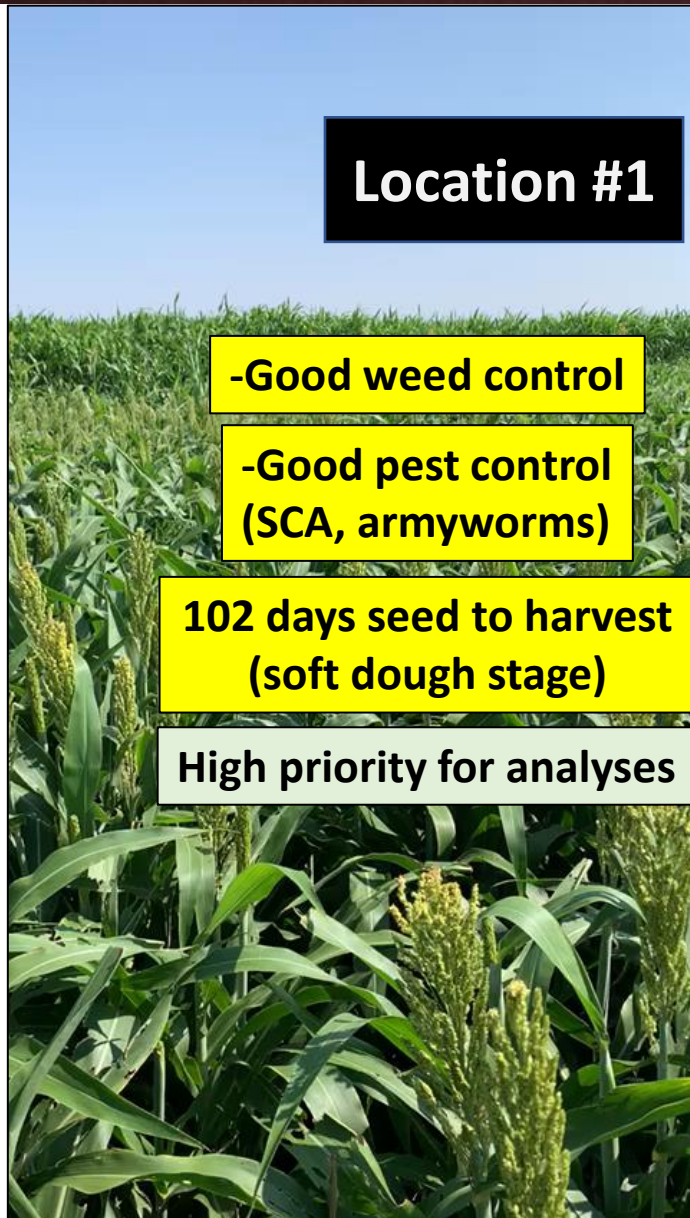 Location #1
-Good weed control
-Good pest control
(SCA, armyworms)
102 days seed to harvest
(soft dough stage)
High priority for analyses